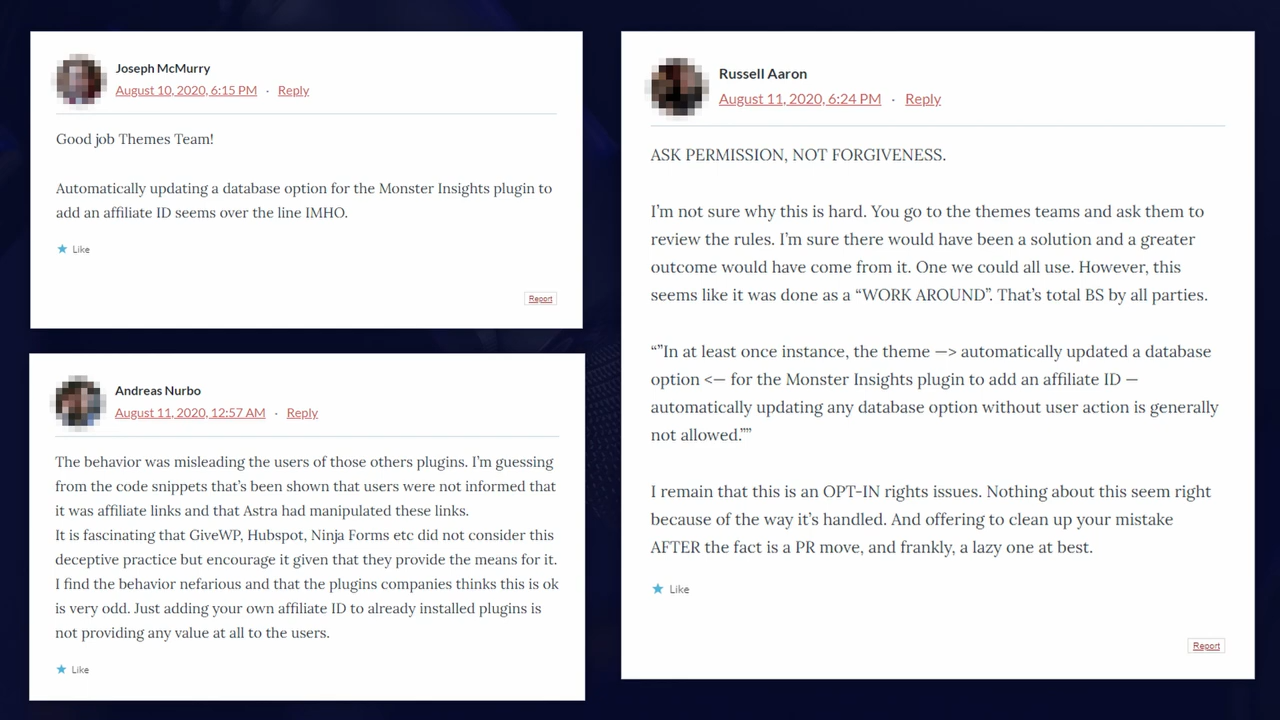 Joseph McMurry
August 10, 2020, 6:15 PM · Reply
Good job Themes Team!
Automatically updating a database option for the Monster Insights plugin to
add an affiliate ID seems over the line IMHO.
Like
Report
Andreas Nurbo
August 11, 2020, 12:57 AM · Reply
The behavior was misleading the users of those others plugins. I’m guessing
from the code snippets that’s been shown that users were not informed that
it was affiliate links and that Astra had manipulated these links.
It is fascinating that GiveWP, Hubspot, Ninja Forms etc did not consider this
deceptive practice but encourage it given that they provide the means for it.
I find the behavior nefarious and that the plugins companies thinks this is ok
is very odd. Just adding your own affiliate ID to already installed plugins is
not providing any value at all to the users.
Like
Russell Aaron
August 11, 2020, 6:24 PM · Reply
ASK PERMISSION, NOT FORGIVENESS.
I’m not sure why this is hard. You go to the themes teams and ask them to
review the rules. I’m sure there would have been a solution and a greater
outcome would have come from it. One we could all use. However, this
seems like it was done as a “WORK AROUND”. That’s total BS by all parties.
“”In at least once instance, the theme —> automatically updated a database
option <— for the Monster Insights plugin to add an affiliate ID —
automatically updating any database option without user action is generally
not allowed.””
I remain that this is an OPT-IN rights issues. Nothing about this seem right
because of the way it’s handled. And offering to clean up your mistake
AFTER the fact is a PR move, and frankly, a lazy one at best.
Like
Report